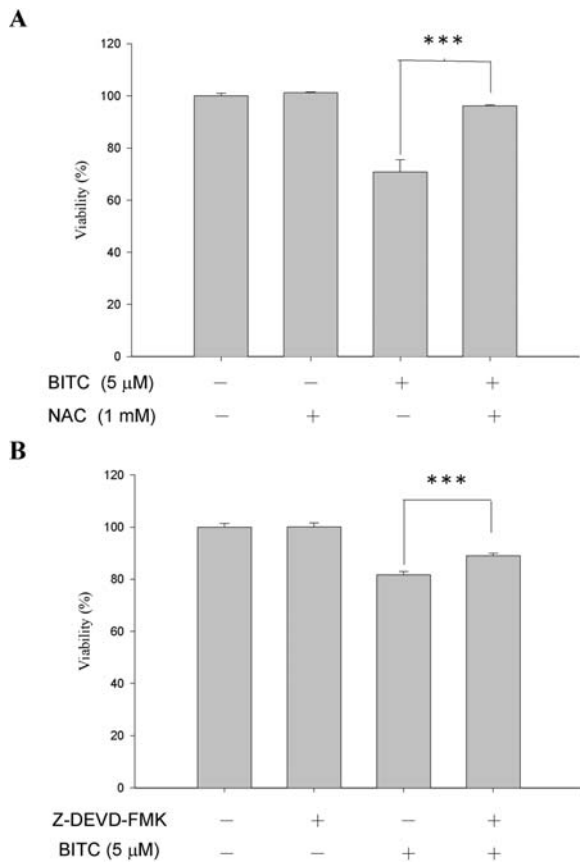 A
120
***
100
80
60
40
20
0
Viability (%)
BITC (5 μM) — — + +
NAC (1 mM) — + — +
B
120
***
100
80
60
40
20
0
Viability (%)
Z-DEVD-FMK — + — +
BITC (5 μM) — — + +